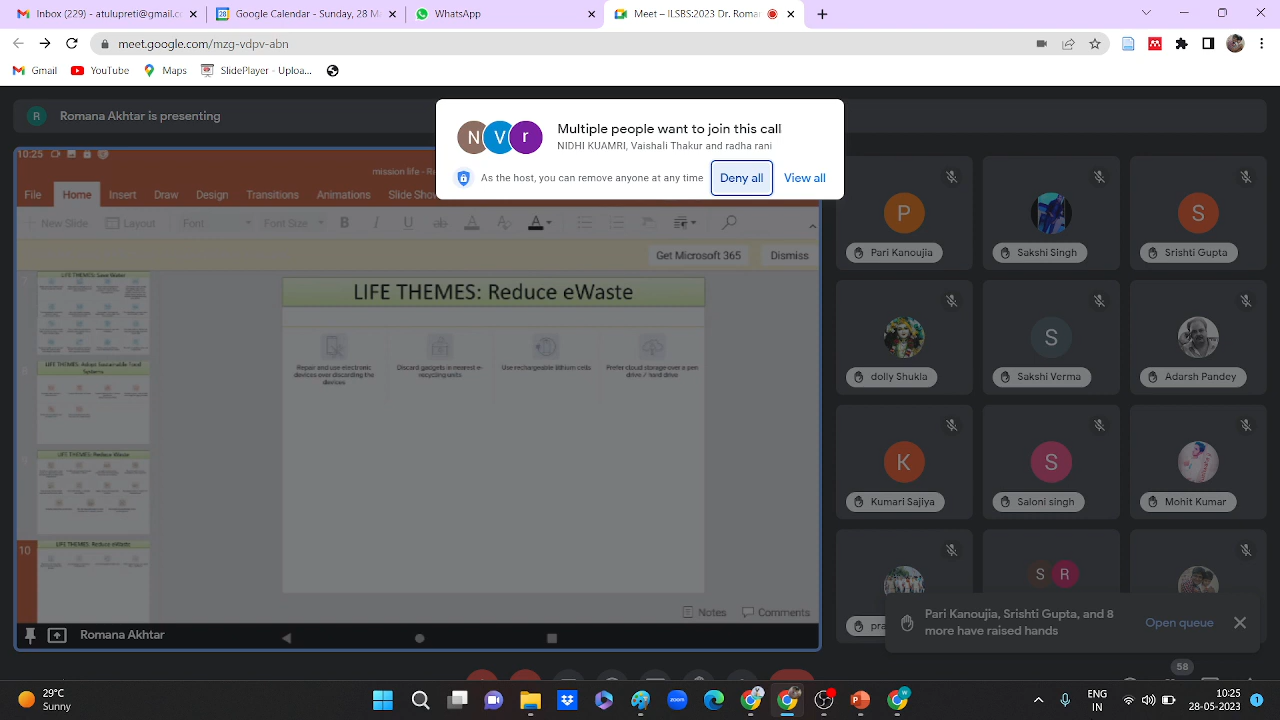 Inbox (229) - atulupreti@gmail.c
Google Calendar - Sunday, 28 M
WhatsApp
Meet – ILSBS:2023 Dr. Romar
meet.google.com/mzg-vdpv-abn
Gmail
YouTube
Maps
SlidePlayer - Uploa...
R
Romana Akhtar is presenting
Multiple people want to join this call
N V r
NIDHI KUAMRI, Vaishali Thakur and radha rani
As the host, you can remove anyone at any time
Deny all
View all
10:25
mission life - Re
File Home Insert Draw Design Transitions Animations Slide Show
New Slide Layout Font Font Size B I U ab A A
Get Microsoft 365 Dismiss
LIFE THEMES: Save Water
LIFE THEMES: Adopt Sustainable Food
Systems
LIFE THEMES: Reduce Waste
10
LIFE THEMES: Reduce eWaste
LIFE THEMES: Reduce eWaste
Repair and use electronic
devices over discarding the
devices
Discard gadgets in nearest e-
recycling units
Use rechargeable lithium cells
Prefer cloud storage over a pen
drive / hard drive
Notes Comments
Romana Akhtar
P
Pari Kanoujia
Sakshi Singh
S
Srishti Gupta
dolly Shukla
S
Sakshi Verma
Adarsh Pandey
K
Kumari Sajiya
S
Saloni singh
Mohit Kumar
pra
S R
Pari Kanoujia, Srishti Gupta, and 8
more have raised hands
Open queue
58
29°C
Sunny
zoom
ENG
IN
10:25
28-05-2023
1